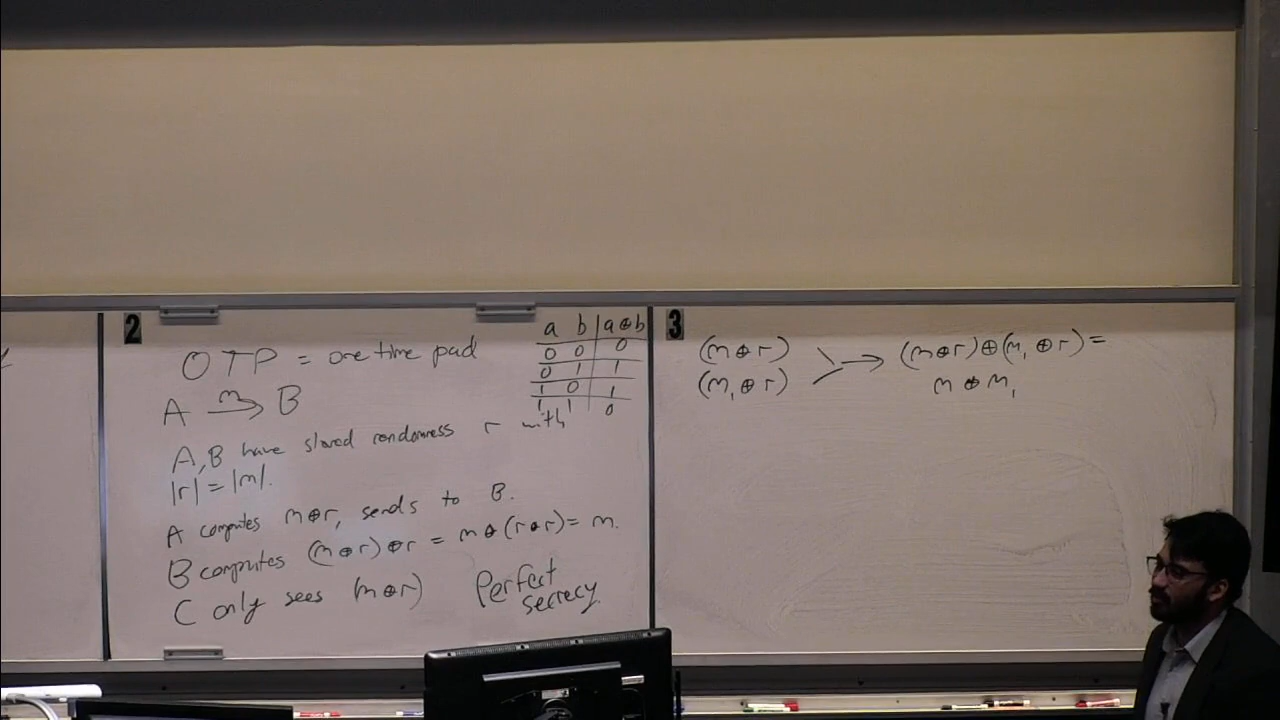 2
OTP = one time pad
A →m B
A,B have shared randomness r with
|r| = |m|.
A computes m⊕r, sends to B.
B computes (m⊕r)⊕r = m⊕(r⊕r) = m.
C only sees (m⊕r)
Perfect
secrecy.
a b a⊕b
0 0 0
0 1 1
1 0 1
1 1 0
3
(m⊕r)
(m₁⊕r)
→ (m⊕r)⊕(m₁⊕r) =
m⊕m₁